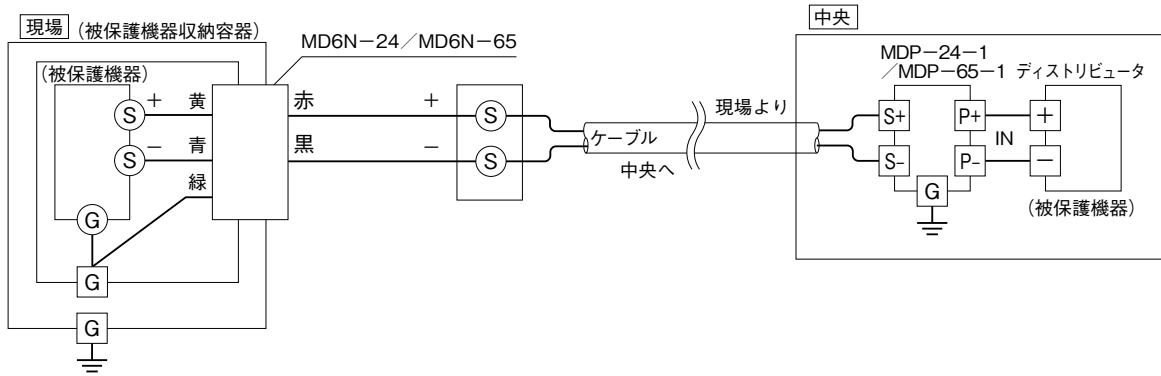 現場 (被保護機器収納容器)
MD6N−24／MD6N−65
(被保護機器)
S + 黄 赤 + S
S − 青 黒 − S
緑
G
G
G
ケーブル
現場より
中央へ
中央
MDP−24−1
／MDP−65−1 ディストリビュータ
S+ P+ +
IN
S− P− −
G
(被保護機器)